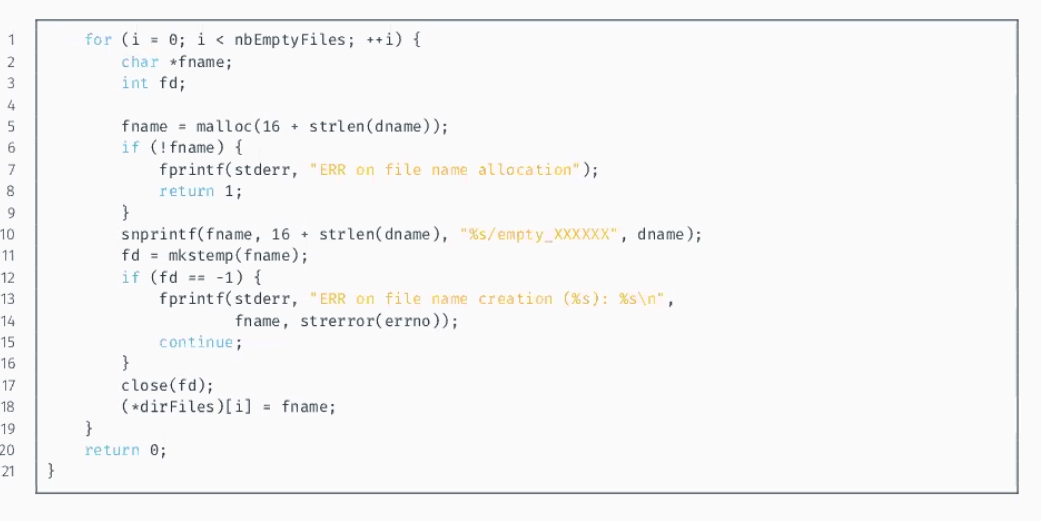 1 for (i = 0; i < nbEmptyFiles; ++i) {
2 char *fname;
3 int fd;
4
5 fname = malloc(16 + strlen(dname));
6 if (!fname) {
7 fprintf(stderr, "ERR on file name allocation");
8 return 1;
9 }
10 snprintf(fname, 16 + strlen(dname), "%s/empty_XXXXXX", dname);
11 fd = mkstemp(fname);
12 if (fd == -1) {
13 fprintf(stderr, "ERR on file name creation (%s): %s\n",
14 fname, strerror(errno));
15 continue;
16 }
17 close(fd);
18 (*dirFiles)[i] = fname;
19 }
20 return 0;
21 }